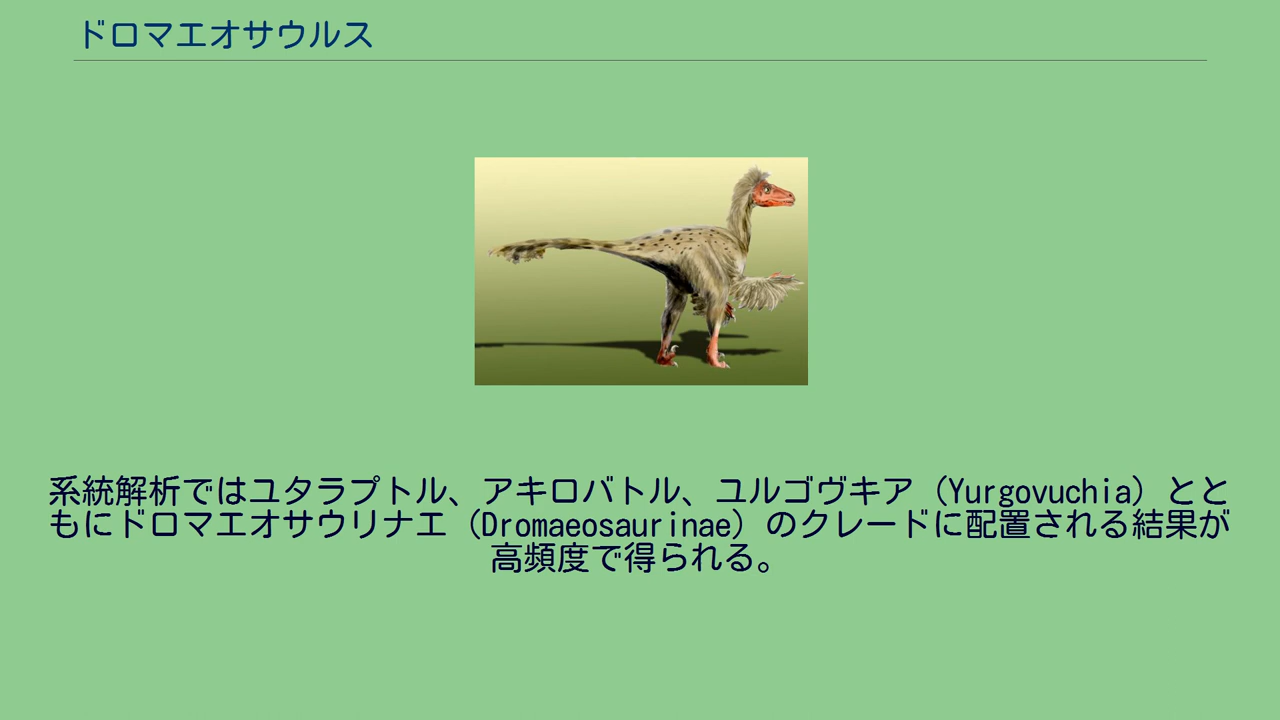 ドロマエオサウルス
系統解析ではユタラプトル、アキロバトル、ユルゴヴキア（Yurgovuchia）とと
もにドロマエオサウリナエ（Dromaeosaurinae）のクレードに配置される結果が
高頻度で得られる。